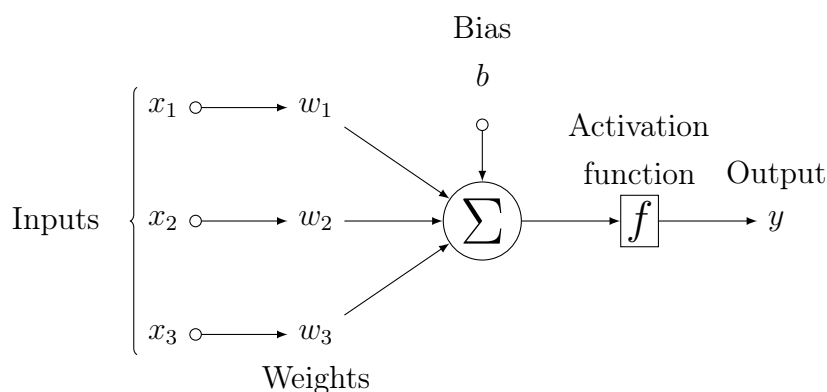 Bias
b
x₁ w₁
Activation
function
Output
Inputs x₂ w₂ Σ f y
x₃ w₃
Weights